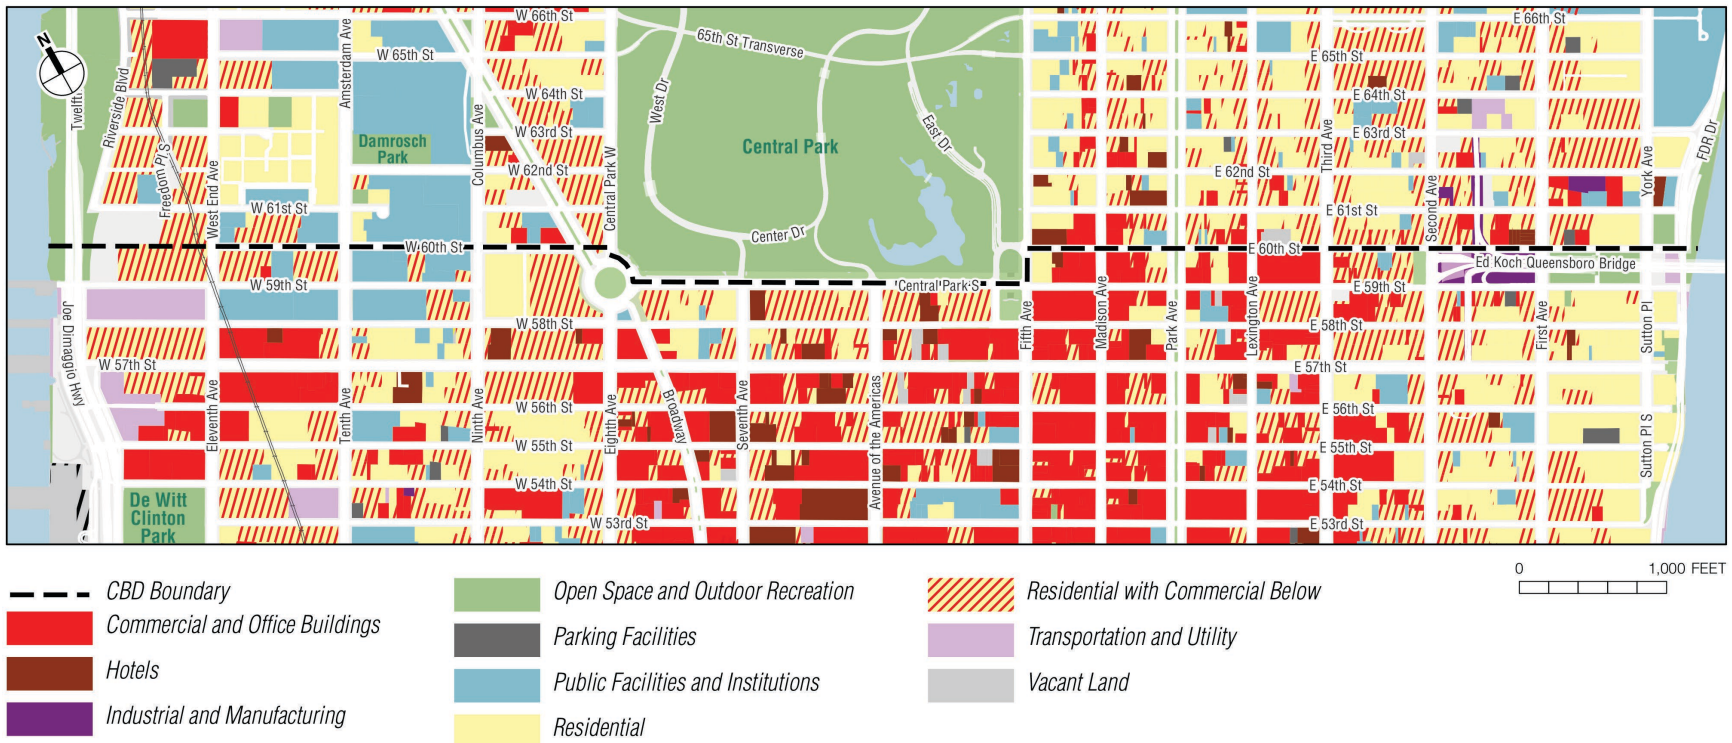 N
W 66th St
E 66th St
65th St Transverse
W 65th St
E 65th St
Twelfth
Riverside Blvd
Amsterdam Ave
West Dr
W 64th St
E 64th St
Columbus Ave
W 63rd St
East Dr
E 63rd St
Third Ave
FDR Dr
Damrosch
Park
Central Park
Freedom Pl S
W 62nd St
E 62nd St
York Ave
West End Ave
W 61st St
Central Park W
Center Dr
E 61st St
Second Ave
W 60th St
E 60th St
Ed Koch Queensboro Bridge
W 59th St
Central Park S
E 59th St
Joe Dimaggio Hwy
W 58th St
Fifth Ave
Madison Ave
Park Ave
Lexington Ave
E 58th St
First Ave
Sutton Pl
W 57th St
E 57th St
Eleventh Ave
Tenth Ave
Ninth Ave
W 56th St
Eighth Ave
Broadway
Seventh Ave
Avenue of the Americas
E 56th St
W 55th St
E 55th St
Sutton Pl S
W 54th St
E 54th St
De Witt
Clinton
Park
W 53rd St
E 53rd St
0 1,000 FEET
CBD Boundary
Commercial and Office Buildings
Hotels
Industrial and Manufacturing
Open Space and Outdoor Recreation
Parking Facilities
Public Facilities and Institutions
Residential
Residential with Commercial Below
Transportation and Utility
Vacant Land